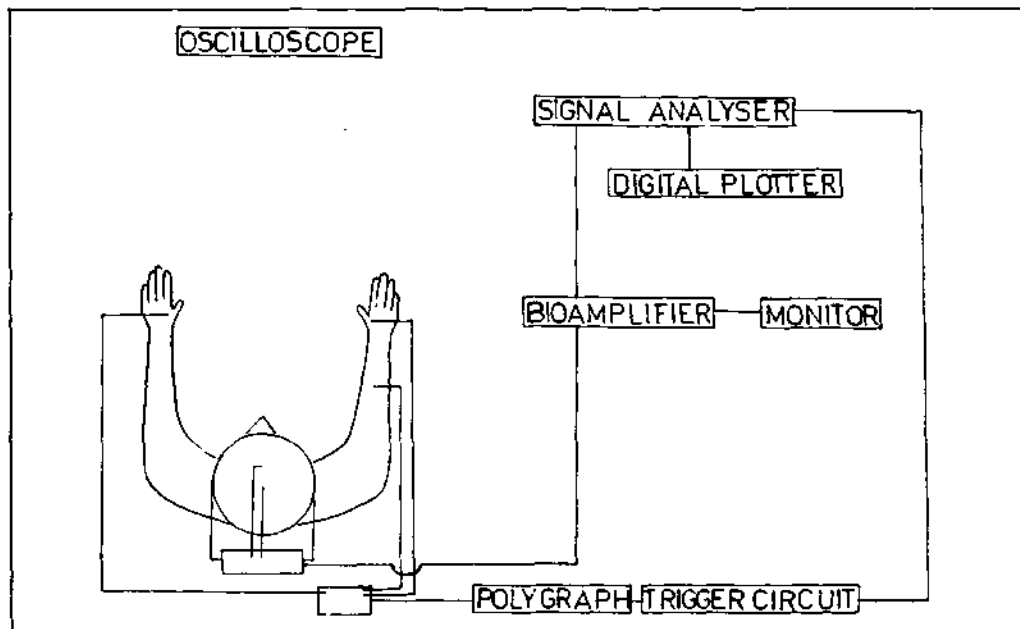 OSCILLOSCOPE
SIGNAL ANALYSER
DIGITAL PLOTTER
BIOAMPLIFIER
MONITOR
POLYGRAPH
TRIGGER CIRCUIT